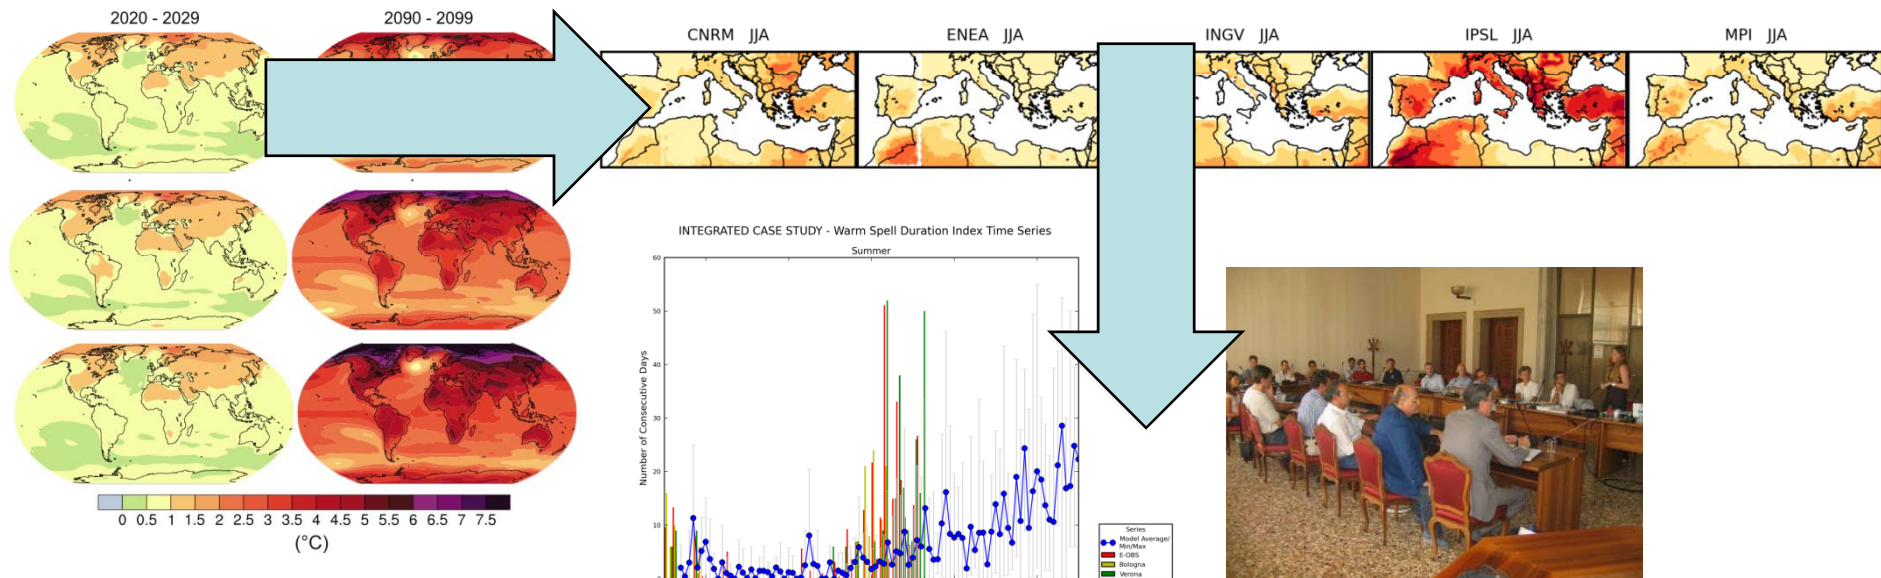 2020 - 2029
2090 - 2099
CNRM JJA
ENEA JJA
INGV JJA
IPSL JJA
MPI JJA
0 0.5 1 1.5 2 2.5 3 3.5 4 4.5 5 5.5 6 6.5 7 7.5
(°C)
INTEGRATED CASE STUDY - Warm Spell Duration Index Time Series
Summer
Number of Consecutive Days
60
50
40
30
20
10
Series
Model Average/
Min/Max
E-OBS
Bologna
Verona